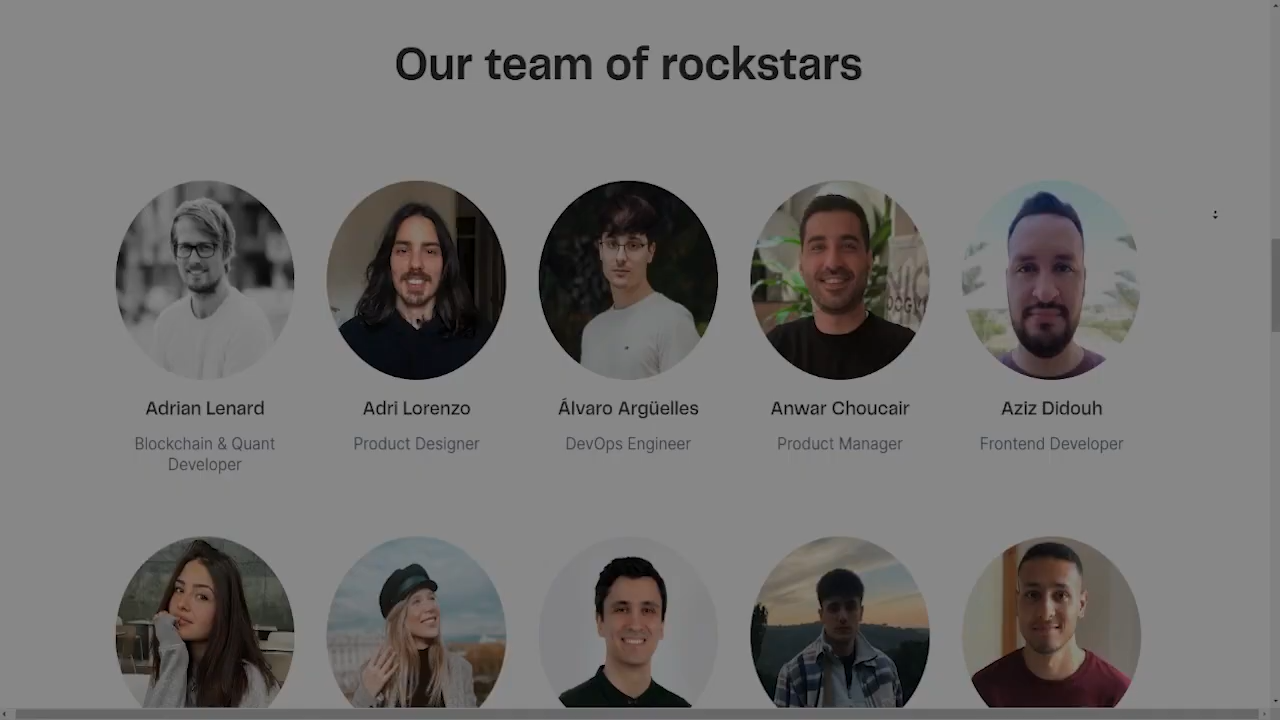 Our team of rockstars
Adrian Lenard
Adri Lorenzo
Álvaro Argüelles
Anwar Choucair
Aziz Didouh
Blockchain & Quant
Developer
Product Designer
DevOps Engineer
Product Manager
Frontend Developer